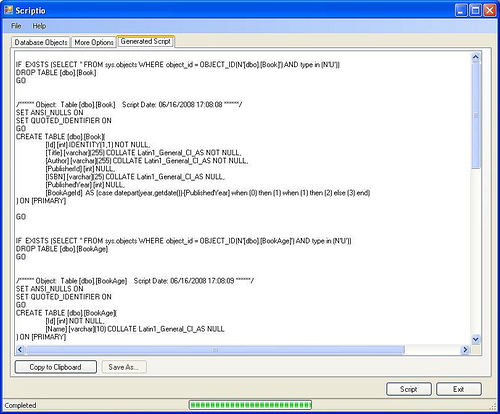 Scriptio
File Help
Database Objects More Options Generated Script
IF EXISTS (SELECT * FROM sys.objects WHERE object_id = OBJECT_ID(N'[dbo].[Book]') AND type in (N'U'))
DROP TABLE [dbo].[Book]
GO
/****** Object: Table [dbo].[Book] Script Date: 06/16/2008 17:08:08 ******/
SET ANSI_NULLS ON
SET QUOTED_IDENTIFIER ON
GO
CREATE TABLE [dbo].[Book](
[Id] [int] IDENTITY(1,1) NOT NULL,
[Title] [varchar](255) COLLATE Latin1_General_CI_AS NOT NULL,
[Author] [varchar](255) COLLATE Latin1_General_CI_AS NOT NULL,
[PublisherId] [int] NULL,
[ISBN] [varchar](25) COLLATE Latin1_General_CI_AS NULL,
[PublishedYear] [int] NULL,
[BookAgeId] AS (case datepart(year,getdate())-[PublishedYear] when (0) then (1) when (1) then (2) else (3) end)
) ON [PRIMARY]
GO
IF EXISTS (SELECT * FROM sys.objects WHERE object_id = OBJECT_ID(N'[dbo].[BookAge]') AND type in (N'U'))
DROP TABLE [dbo].[BookAge]
GO
/****** Object: Table [dbo].[BookAge] Script Date: 06/16/2008 17:08:09 ******/
SET ANSI_NULLS ON
SET QUOTED_IDENTIFIER ON
GO
CREATE TABLE [dbo].[BookAge](
[Id] [int] NOT NULL,
[Name] [varchar](10) COLLATE Latin1_General_CI_AS NULL
) ON [PRIMARY]
Copy to Clipboard Save As...
Script Exit
Completed